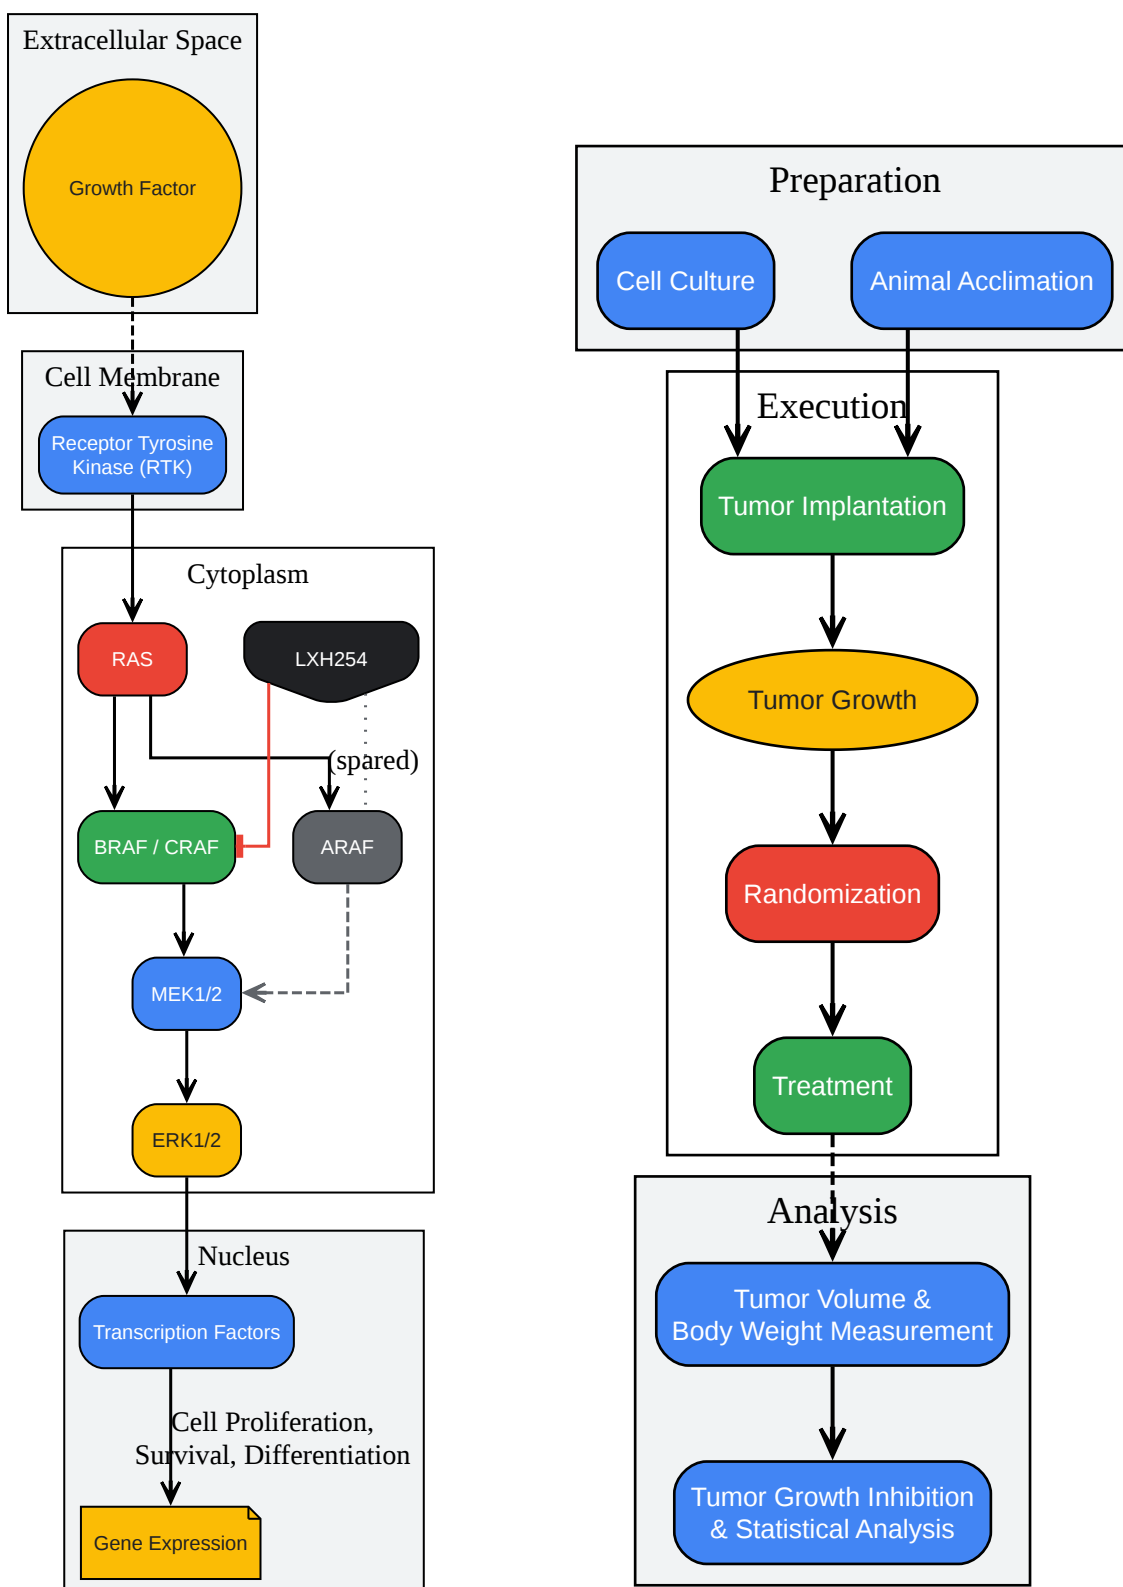 Extracellular Space
Growth Factor
Cell Membrane
Receptor Tyrosine
Kinase (RTK)
Cytoplasm
RAS
LXH254
(spared)
BRAF / CRAF
ARAF
MEK1/2
ERK1/2
Nucleus
Transcription Factors
Cell Proliferation,
Survival, Differentiation
Gene Expression
Preparation
Cell Culture
Animal Acclimation
Execution
Tumor Implantation
Tumor Growth
Randomization
Treatment
Analysis
Tumor Volume &
Body Weight Measurement
Tumor Growth Inhibition
& Statistical Analysis